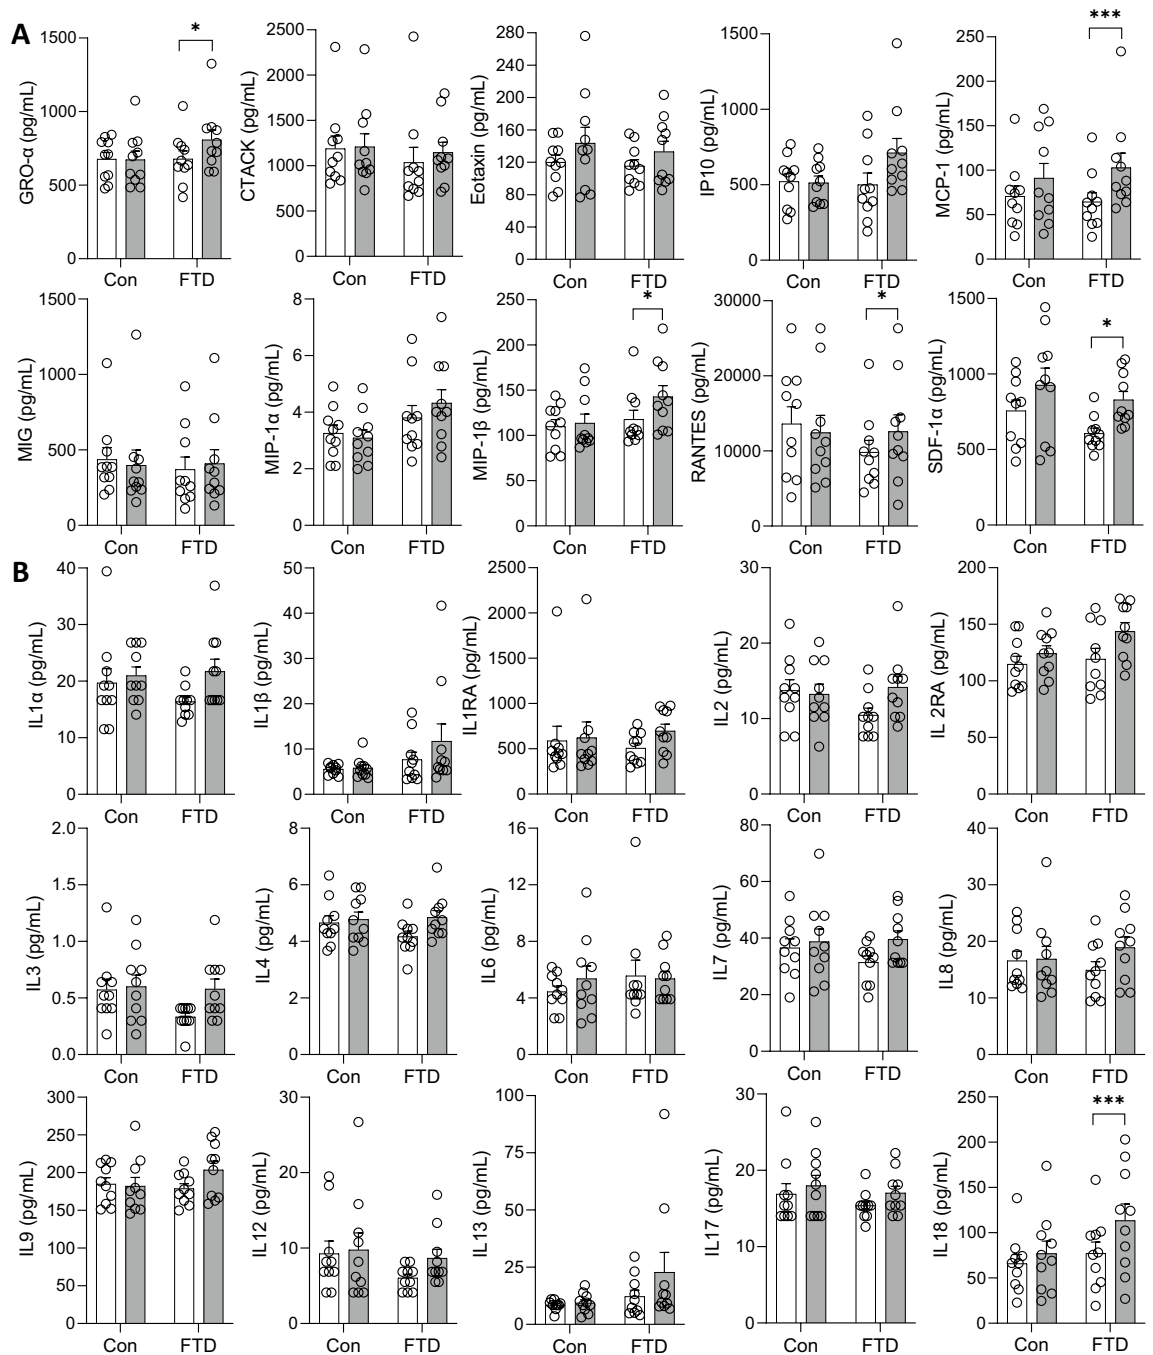 A
GRO-α (pg/mL)
1500
1000
500
0
*
Con
FTD
CTACK (pg/mL)
2500
2000
1500
1000
500
0
Con
FTD
Eotaxin (pg/mL)
280
240
200
160
120
80
40
0
Con
FTD
IP10 (pg/mL)
1500
1000
500
0
Con
FTD
MCP-1 (pg/mL)
250
200
150
100
50
0
***
Con
FTD
MIG (pg/mL)
1500
1000
500
0
Con
FTD
MIP-1α (pg/mL)
8
6
4
2
0
Con
FTD
MIP-1β (pg/mL)
250
200
150
100
50
0
*
Con
FTD
RANTES (pg/mL)
30000
20000
10000
0
*
Con
FTD
SDF-1α (pg/mL)
1500
1000
500
0
*
Con
FTD
B
IL1α (pg/mL)
40
30
20
10
0
Con
FTD
IL1β (pg/mL)
50
40
30
20
10
0
Con
FTD
IL1RA (pg/mL)
2500
2000
1500
1000
500
0
Con
FTD
IL2 (pg/mL)
30
20
10
0
Con
FTD
IL 2RA (pg/mL)
200
150
100
50
0
Con
FTD
IL3 (pg/mL)
2.0
1.5
1.0
0.5
0.0
Con
FTD
IL4 (pg/mL)
8
6
4
2
0
Con
FTD
IL6 (pg/mL)
16
12
8
4
0
Con
FTD
IL7 (pg/mL)
80
60
40
20
0
Con
FTD
IL8 (pg/mL)
40
30
20
10
0
Con
FTD
IL9 (pg/mL)
300
250
200
150
100
50
0
Con
FTD
IL12 (pg/mL)
12
20
10
0
Con
FTD
IL13 (pg/mL)
100
75
50
25
0
Con
FTD
IL17 (pg/mL)
30
20
10
0
Con
FTD
IL18 (pg/mL)
250
200
150
100
50
0
***
Con
FTD